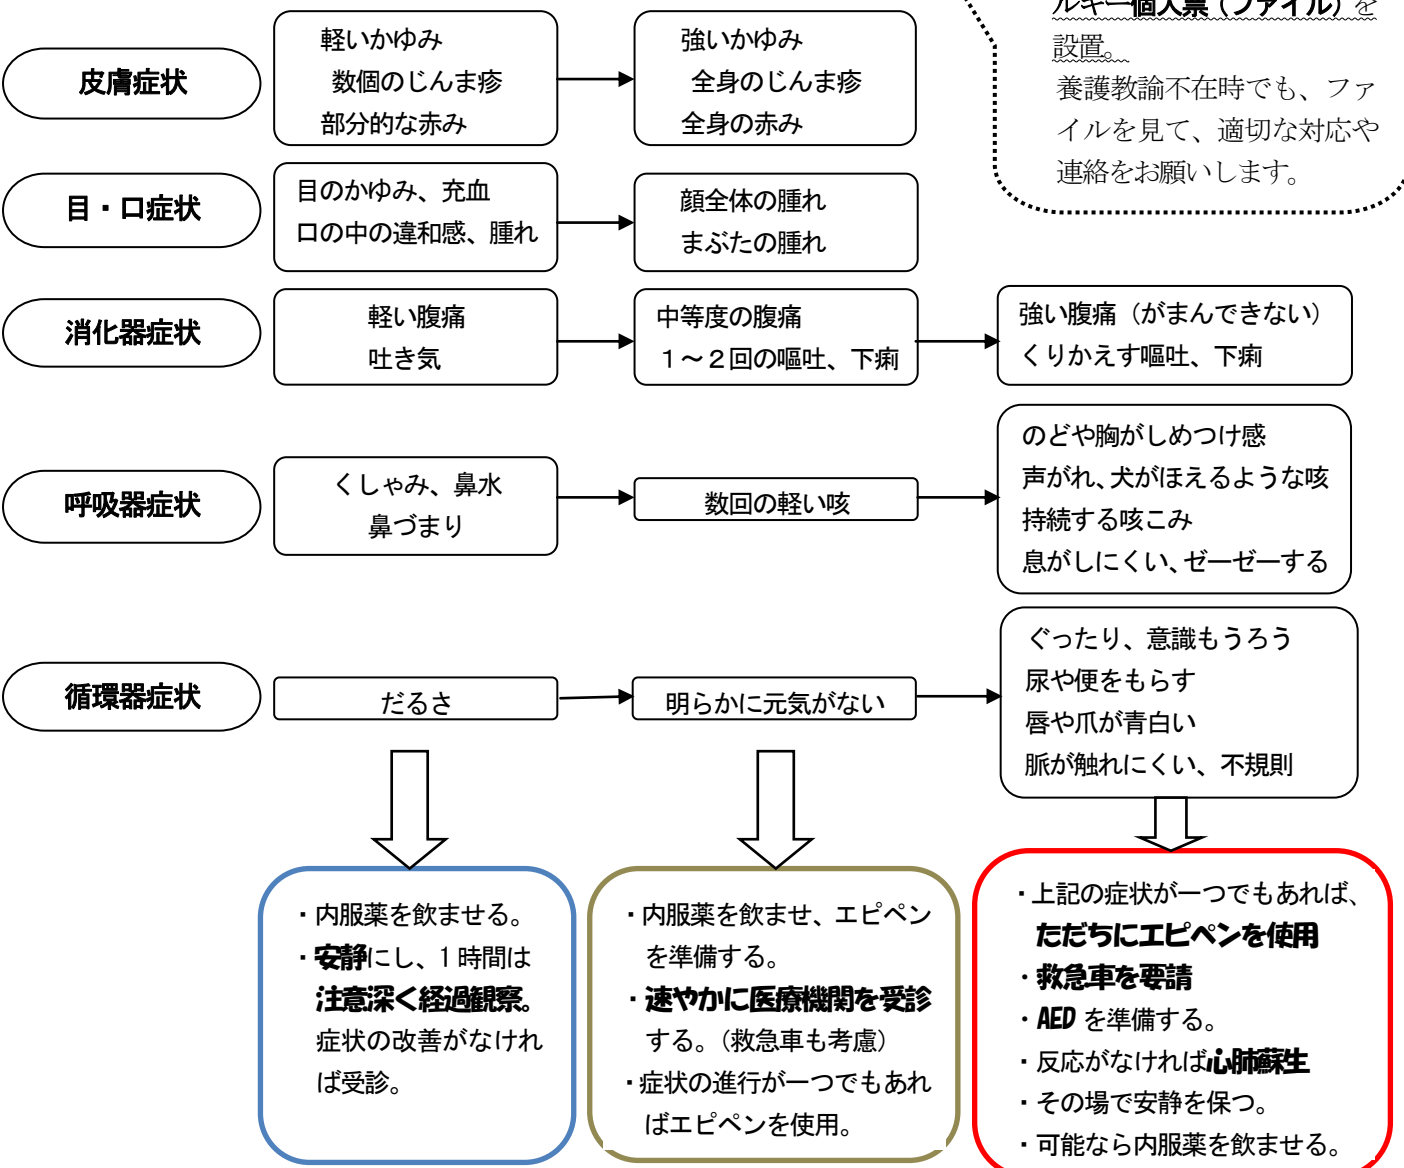 ルギー個人票（ファイル）を
設置。
養護教諭不在時でも、ファ
イルを見て、適切な対応や
連絡をお願いします。
皮膚症状
軽いかゆみ
数個のじんま疹
部分的な赤み
強いかゆみ
全身のじんま疹
全身の赤み
目・口症状
目のかゆみ、充血
口の中の違和感、腫れ
顔全体の腫れ
まぶたの腫れ
消化器症状
軽い腹痛
吐き気
中等度の腹痛
１～２回の嘔吐、下痢
強い腹痛（がまんできない）
くりかえす嘔吐、下痢
呼吸器症状
くしゃみ、鼻水
鼻づまり
数回の軽い咳
のどや胸がしめつけ感
声がれ、犬がほえるような咳
持続する咳こみ
息がしにくい、ゼーゼーする
循環器症状
だるさ
明らかに元気がない
ぐったり、意識もうろう
尿や便をもらす
唇や爪が青白い
脈が触れにくい、不規則
・内服薬を飲ませる。
・安静にし、1時間は
注意深く経過観察。
症状の改善がなけれ
ば受診。
・内服薬を飲ませ、エピペン
を準備する。
・速やかに医療機関を受診
する。（救急車も考慮）
・症状の進行が一つでもあれ
ばエピペンを使用。
・上記の症状が一つでもあれば、
ただちにエピペンを使用
・救急車を要請
・AEDを準備する。
・反応がなければ心肺蘇生
・その場で安静を保つ。
・可能なら内服薬を飲ませる。